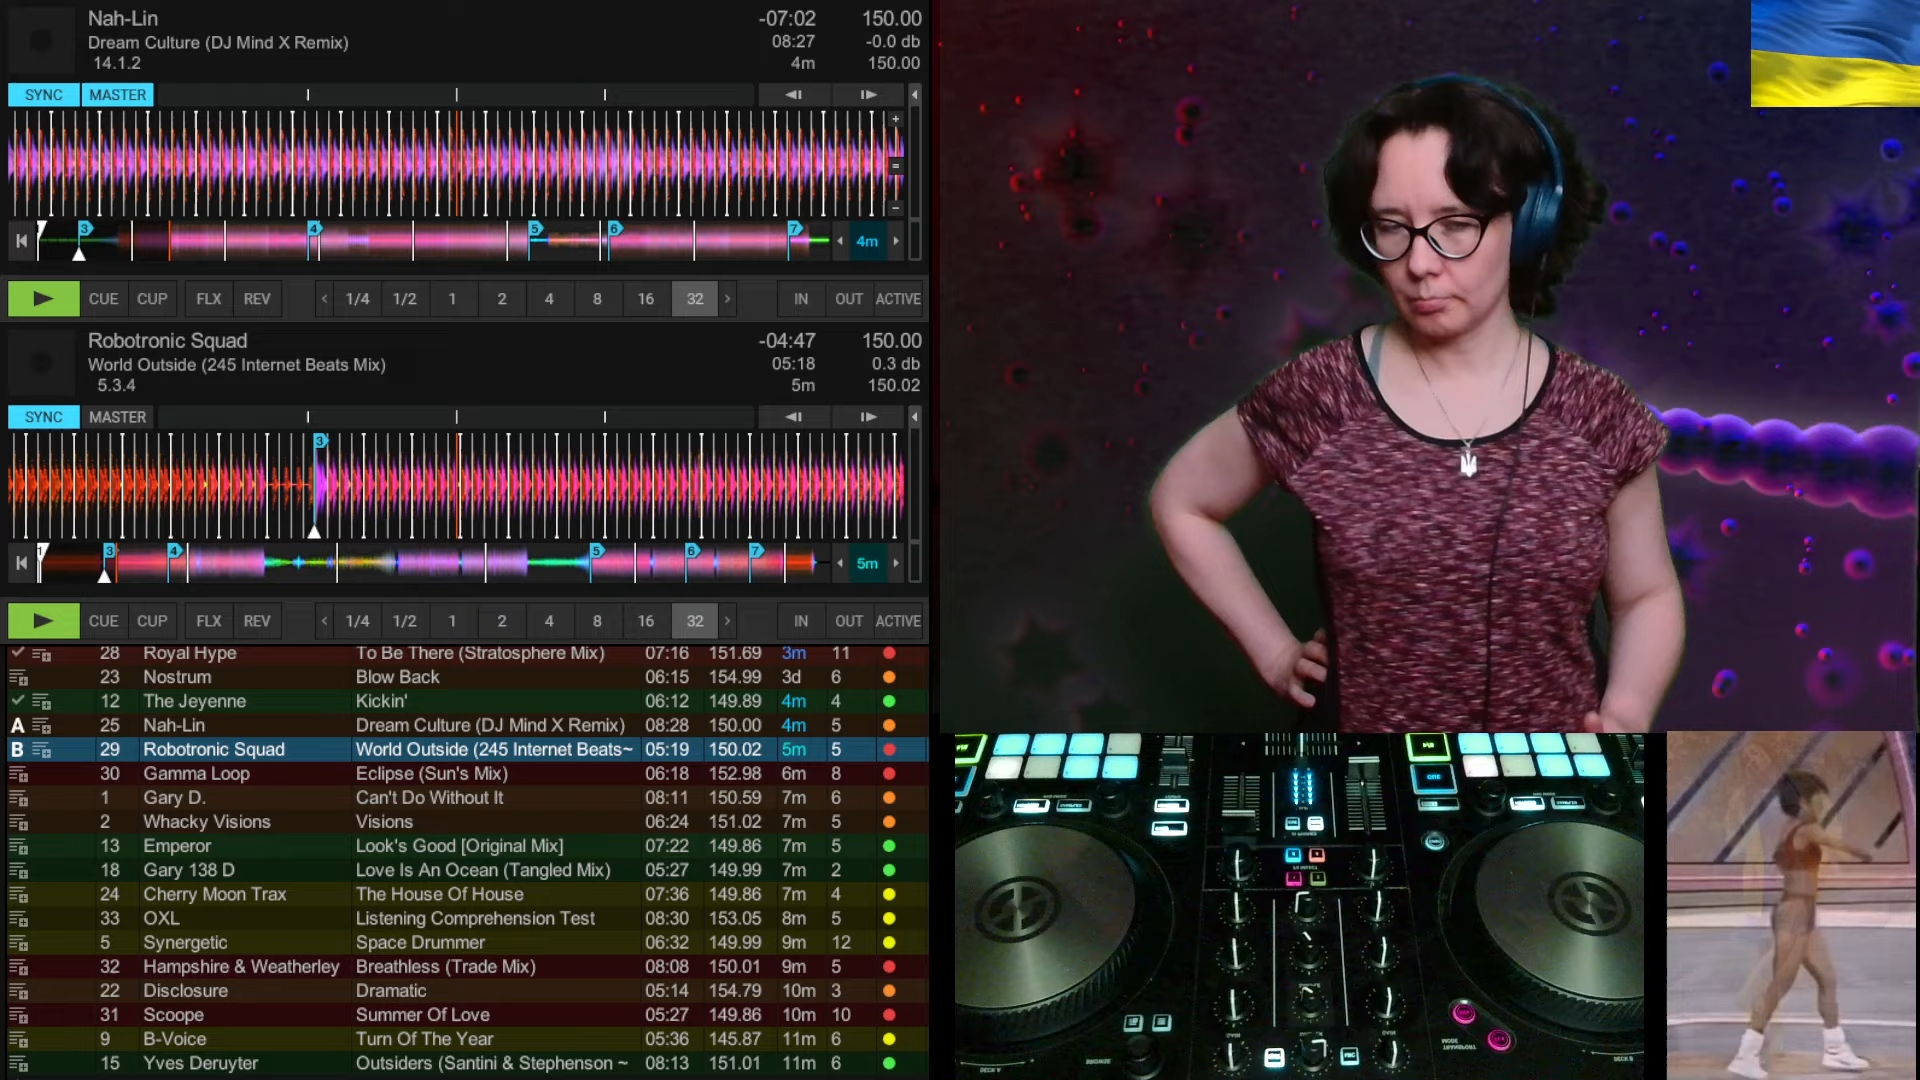 Nah-Lin -07:02 150.00
Dream Culture (DJ Mind X Remix) 08:27 -0.0 db
14.1.2 4m 150.00
SYNC MASTER
3 4 5 6 7 4m
CUE CUP FLX REV 1/4 1/2 1 2 4 8 16 32 IN OUT ACTIVE
Robotronic Squad -04:47 150.00
World Outside (245 Internet Beats Mix) 05:18 0.3 db
5.3.4 5m 150.02
SYNC MASTER
3
1 3 4 5 6 7 5m
CUE CUP FLX REV 1/4 1/2 1 2 4 8 16 32 IN OUT ACTIVE
28 Royal Hype To Be There (Stratosphere Mix) 07:16 151.69 3m 11
23 Nostrum Blow Back 06:15 154.99 3d 6
12 The Jeyenne Kickin' 06:12 149.89 4m 4
A 25 Nah-Lin Dream Culture (DJ Mind X Remix) 08:28 150.00 4m 5
B 29 Robotronic Squad World Outside (245 Internet Beats~ 05:19 150.02 5m 5
30 Gamma Loop Eclipse (Sun's Mix) 06:18 152.98 6m 8
1 Gary D. Can't Do Without It 08:11 150.59 7m 6
2 Whacky Visions Visions 06:24 151.02 7m 5
13 Emperor Look's Good [Original Mix] 07:22 149.86 7m 5
18 Gary 138 D Love Is An Ocean (Tangled Mix) 05:27 149.99 7m 2
24 Cherry Moon Trax The House Of House 07:36 149.86 7m 4
33 OXL Listening Comprehension Test 08:30 153.05 8m 5
5 Synergetic Space Drummer 06:32 149.99 9m 12
32 Hampshire & Weatherley Breathless (Trade Mix) 08:08 150.01 9m 5
22 Disclosure Dramatic 05:14 154.79 10m 3
31 Scoope Summer Of Love 05:27 149.86 10m 10
9 B-Voice Turn Of The Year 05:36 145.87 11m 6
15 Yves Deruyter Outsiders (Santini & Stephenson ~ 08:13 151.01 11m 6